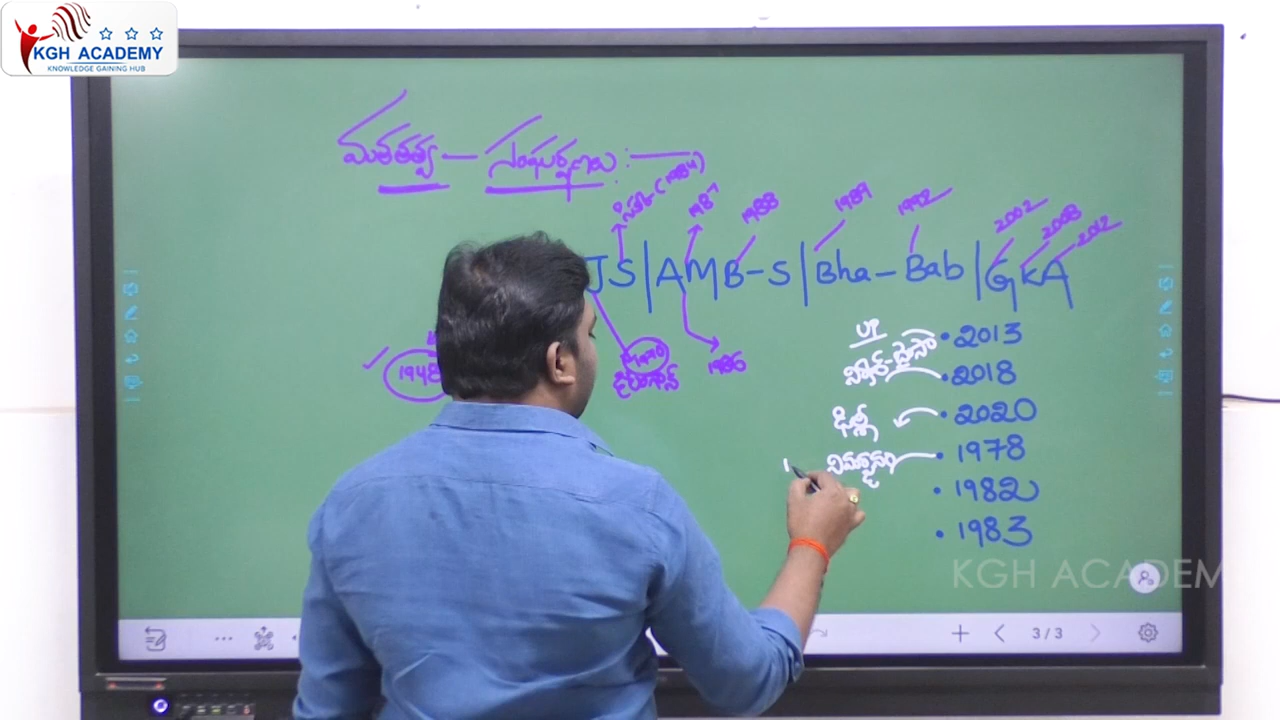 KGH ACADEMY
KNOWLEDGE GAINING HUB
మతతత్వ — సంఘర్షణలు :—
(1984) 1987 1988 1989 1992 2002 2008 2012
JS|AMB-S|Bha-Bab|GKA
1948 1970 1986
UP • 2013
• 2018
ఢిల్లీ • 2020
• 1978
• 1982
• 1983
KGH ACADEM
3/3